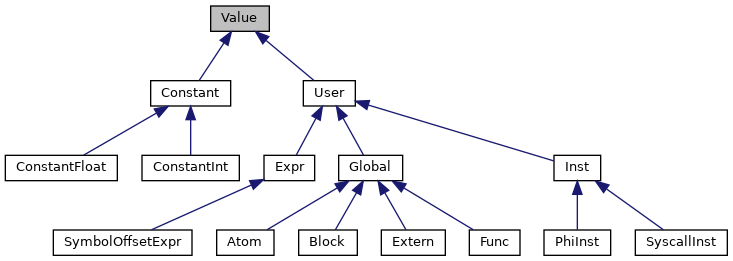 Value
Constant
User
ConstantFloat
ConstantInt
Expr
Global
Inst
SymbolOffsetExpr
Atom
Block
Extern
Func
PhiInst
SyscallInst